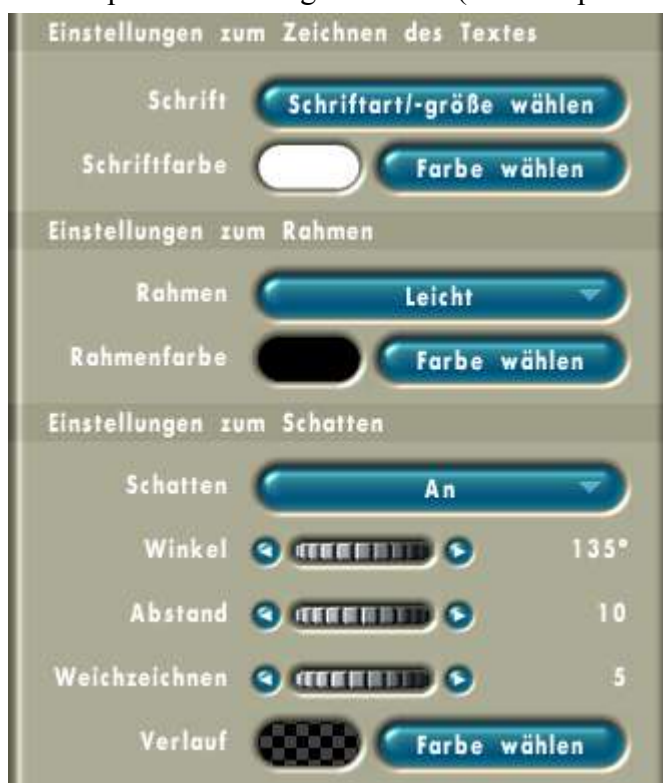 Einstellungen zum Zeichnen des Textes
Schrift Schriftart/-größe wählen
Schriftfarbe Farbe wählen
Einstellungen zum Rahmen
Rahmen Leicht
Rahmenfarbe Farbe wählen
Einstellungen zum Schatten
Schatten An
Winkel 135°
Abstand 10
Weichzeichnen 5
Verlauf Farbe wählen